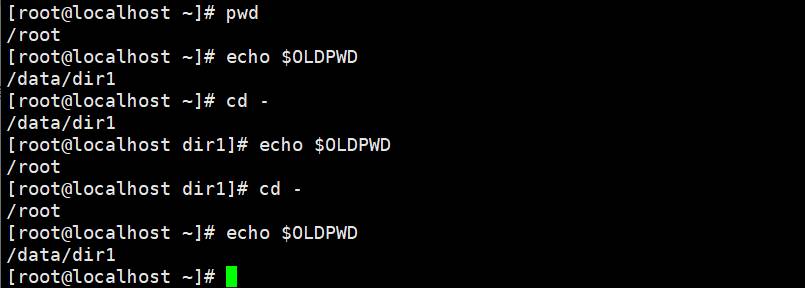 [root@localhost ~]# pwd
/root
[root@localhost ~]# echo $OLDPWD
/data/dir1
[root@localhost ~]# cd -
/data/dir1
[root@localhost dir1]# echo $OLDPWD
/root
[root@localhost dir1]# cd -
/root
[root@localhost ~]# echo $OLDPWD
/data/dir1
[root@localhost ~]#